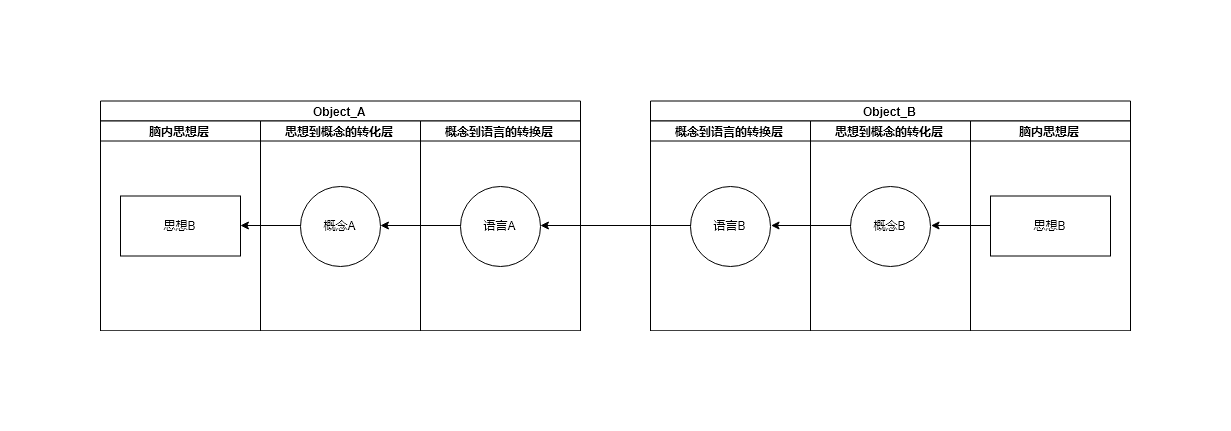 Object_A
脑内思想层
思想到概念的转化层
概念到语言的转换层
思想B
概念A
语言A
Object_B
概念到语言的转换层
思想到概念的转化层
脑内思想层
语言B
概念B
思想B